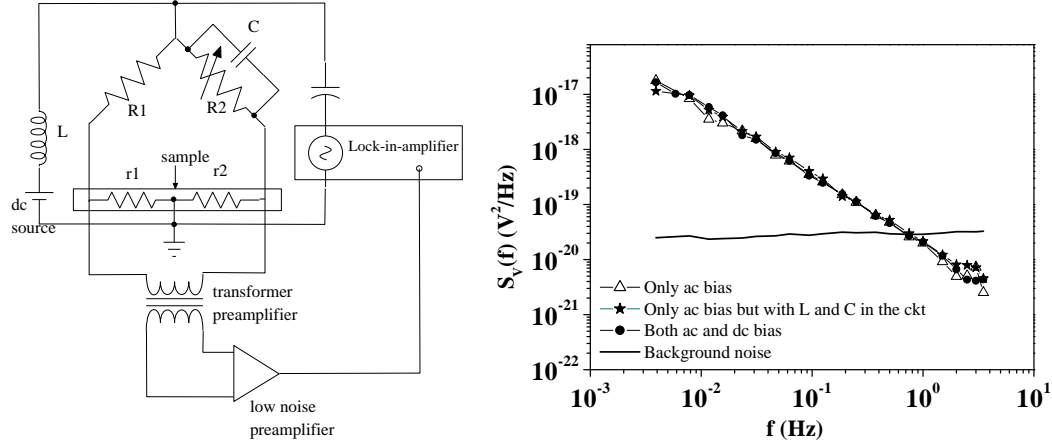 C
R1
R2
L
Lock-in-amplifier
sample
r1
r2
dc
source
transformer
preamplifier
low noise
preamplifier
S_V(f) (V^2/Hz)
10^-17
10^-18
10^-19
10^-20
10^-21
10^-22
Only ac bias
Only ac bias but with L and C in the ckt
Both ac and dc bias
Background noise
10^-3
10^-2
10^-1
10^0
10^1
f (Hz)